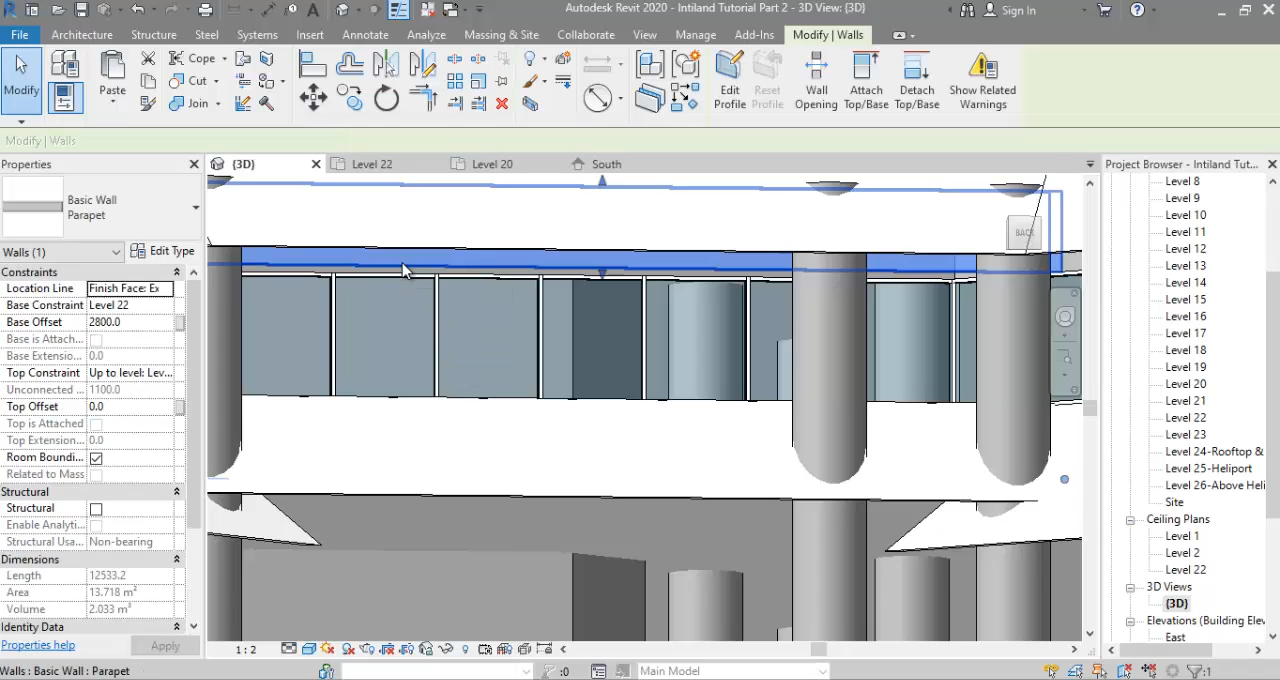 Autodesk Revit 2020 - Intiland Tutorial Part 2 - 3D View: {3D}
Sign In
File
Architecture
Structure
Steel
Systems
Insert
Annotate
Analyze
Massing & Site
Collaborate
View
Manage
Add-Ins
Modify | Walls
Modify
Paste
Cope
Cut
Join
Edit
Profile
Reset
Profile
Wall
Opening
Attach
Top/Base
Detach
Top/Base
Show Related
Warnings
Modify | Walls
Properties
{3D}
Level 22
Level 20
South
Project Browser - Intiland Tut...
Basic Wall
Parapet
Walls (1)
Edit Type
Constraints
Location Line Finish Face: Ex
Base Constraint Level 22
Base Offset 2800.0
Base is Attach...
Base Extensio... 0.0
Top Constraint Up to level: Lev...
Unconnected ... 1100.0
Top Offset 0.0
Top is Attached
Top Extension... 0.0
Room Boundi...
Related to Mass
Structural
Structural
Enable Analyti...
Structural Usa... Non-bearing
Dimensions
Length 12533.2
Area 13.718 m²
Volume 2.033 m³
Identity Data
Properties help
Apply
BACK
Level 8
Level 9
Level 10
Level 11
Level 12
Level 13
Level 14
Level 15
Level 16
Level 17
Level 18
Level 19
Level 20
Level 21
Level 22
Level 23
Level 24-Rooftop &
Level 25-Heliport
Level 26-Above Heli
Site
Ceiling Plans
Level 1
Level 2
Level 22
3D Views
{3D}
Elevations (Building Elev
East
1 : 2
Walls : Basic Wall : Parapet
:0
Main Model
:1